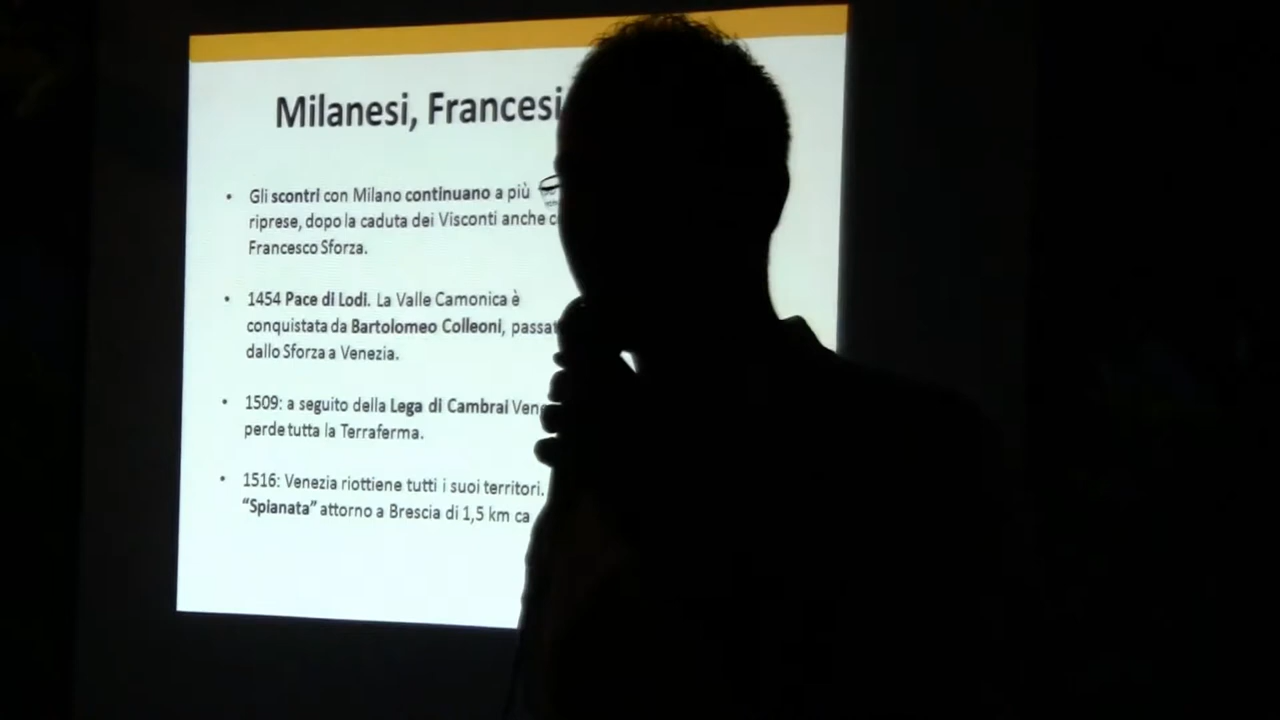 Milanesi, Francesi
• Gli scontri con Milano continuano a più
riprese, dopo la caduta dei Visconti anche
Francesco Sforza.
• 1454 Pace di Lodi. La Valle Camonica è
conquistata da Bartolomeo Colleoni,
dallo Sforza a Venezia.
• 1509: a seguito della Lega di Cambrai
perde tutta la Terraferma.
• 1516: Venezia riottiene tutti i suoi territori.
“Spianata” attorno a Brescia di 1,5 km ca